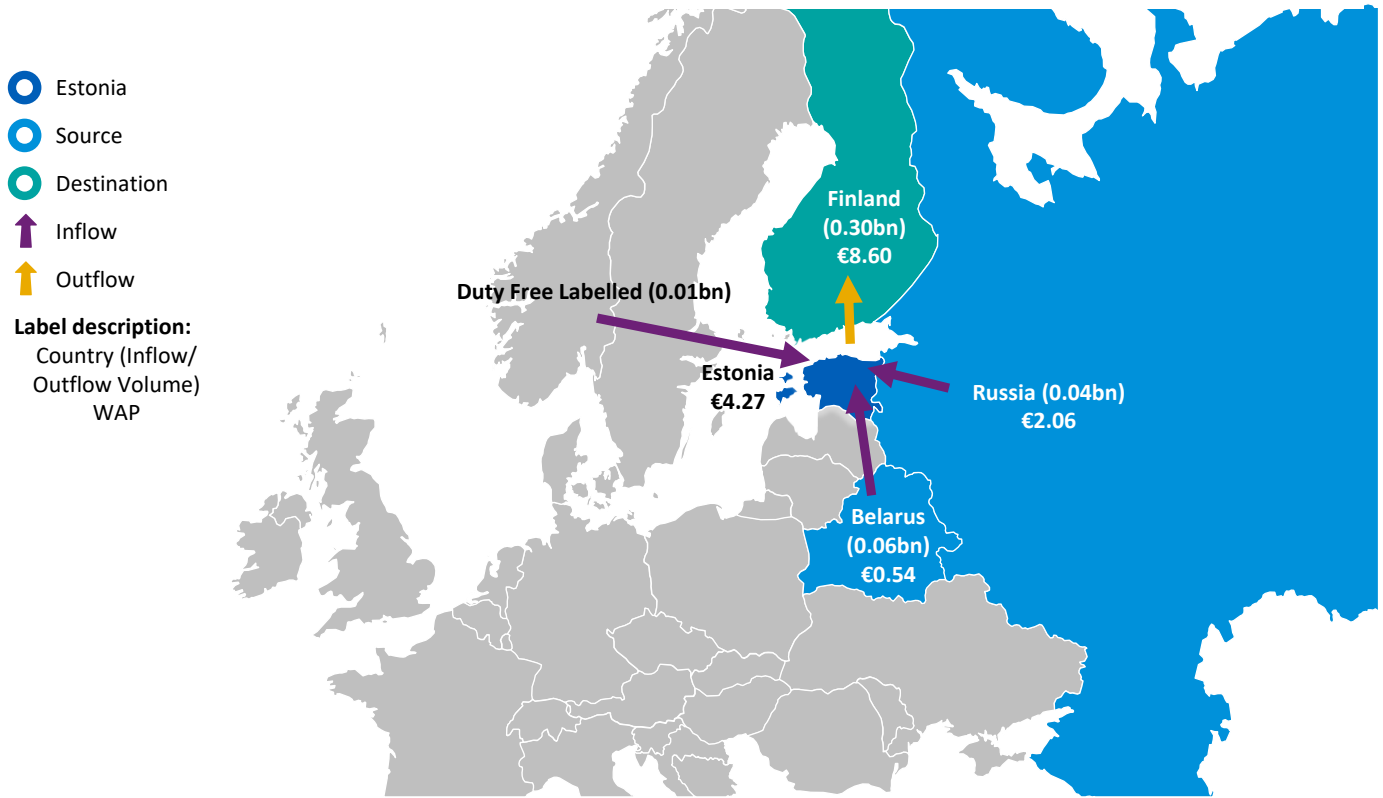 Estonia
Source
Destination
Inflow
Outflow
Label description:
Country (Inflow/
Outflow Volume)
WAP
Finland
(0.30bn)
€8.60
Duty Free Labelled (0.01bn)
Estonia
€4.27
Russia (0.04bn)
€2.06
Belarus
(0.06bn)
€0.54